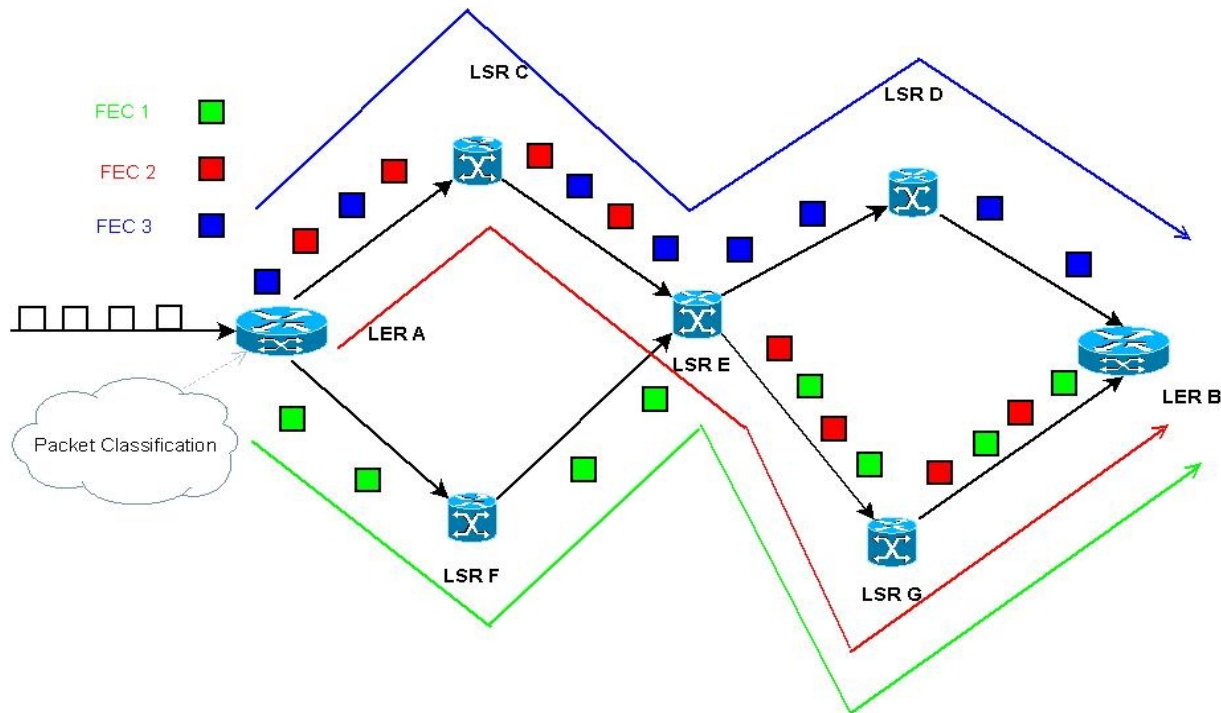 LSR C
LSR D
FEC 1
FEC 2
FEC 3
LER A
LSR E
LER B
Packet Classification
LSR F
LSR G